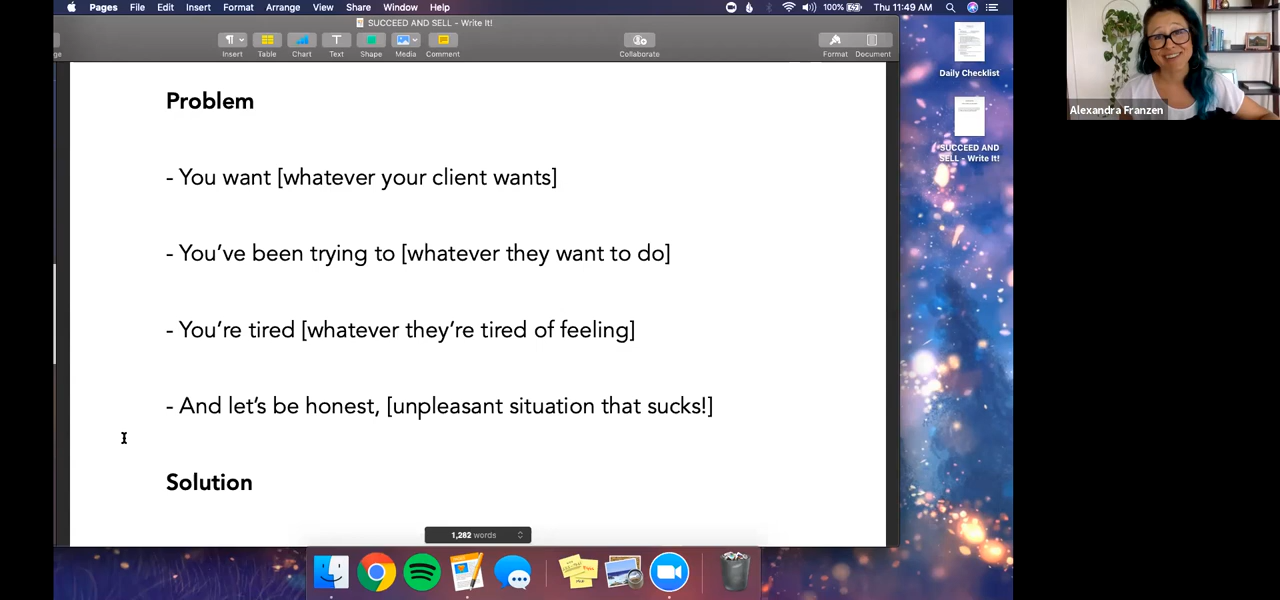 Pages File Edit Insert Format Arrange View Share Window Help 100% Thu 11:49 AM
SUCCEED AND SELL - Write It!
Insert Table Chart Text Shape Media Comment Collaborate Format Document
Problem
- You want [whatever your client wants]
- You’ve been trying to [whatever they want to do]
- You’re tired [whatever they’re tired of feeling]
- And let’s be honest, [unpleasant situation that sucks!]
Solution
1,282 words
Daily Checklist
SUCCEED AND
SELL - Write It!
Alexandra Franzen